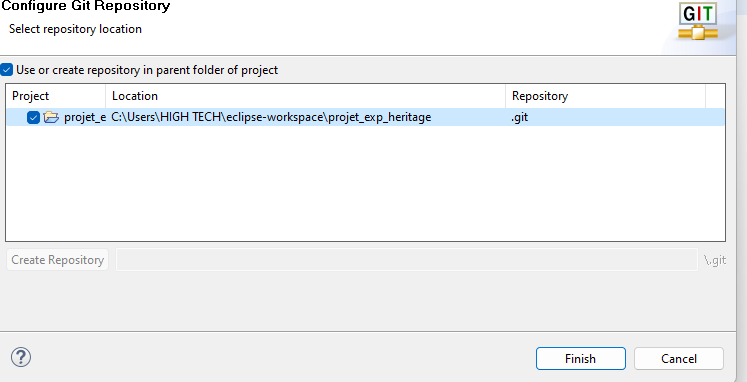 Configure Git Repository
GIT
Select repository location
Use or create repository in parent folder of project
Project Location Repository
projet_e C:\Users\HIGH TECH\eclipse-workspace\projet_exp_heritage .git
Create Repository \.git
? Finish Cancel